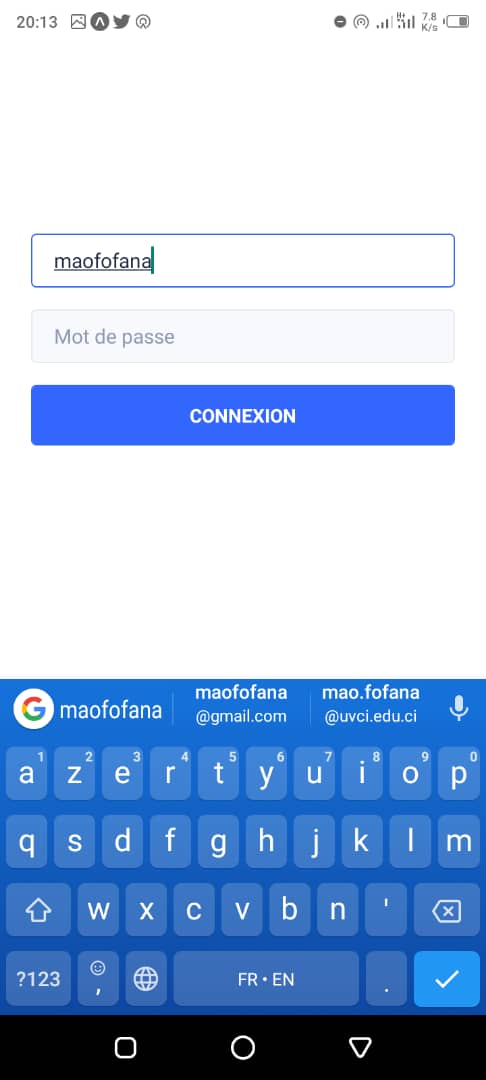 20:13 H+ 7.8 K/s
maofofana
Mot de passe
CONNEXION
G maofofana
maofofana
@gmail.com
mao.fofana
@uvci.edu.ci
a 1 z 2 e 3 r 4 t 5 y 6 u 7 i 8 o 9 p 0
q s d f g h j k l m
w x c v b n '
?123 , FR • EN .